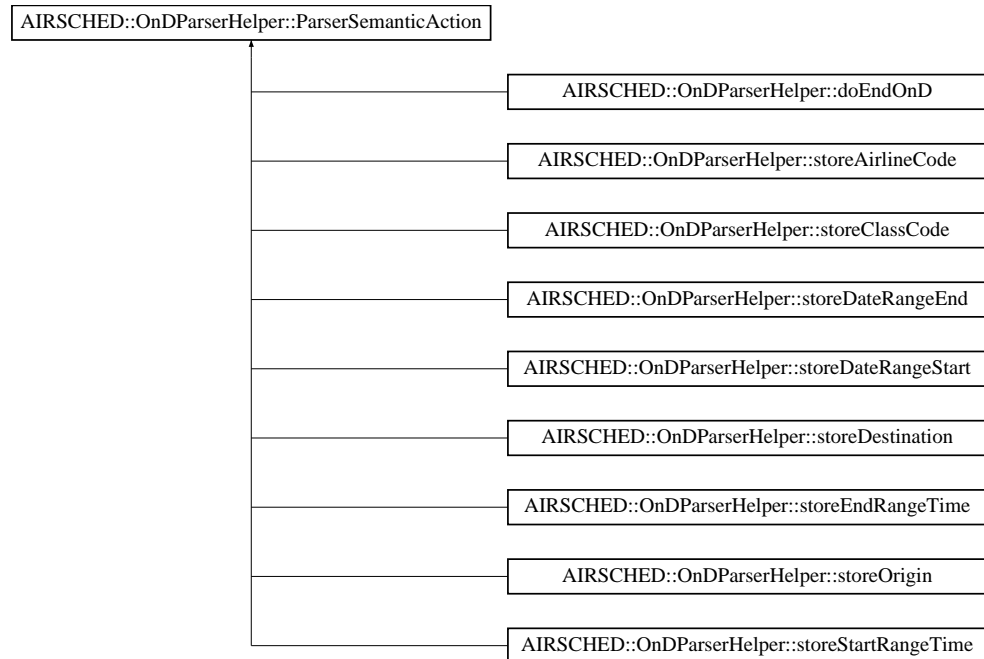 AIRSCHED::OnDParserHelper::ParserSemanticAction
AIRSCHED::OnDParserHelper::doEndOnD
AIRSCHED::OnDParserHelper::storeAirlineCode
AIRSCHED::OnDParserHelper::storeClassCode
AIRSCHED::OnDParserHelper::storeDateRangeEnd
AIRSCHED::OnDParserHelper::storeDateRangeStart
AIRSCHED::OnDParserHelper::storeDestination
AIRSCHED::OnDParserHelper::storeEndRangeTime
AIRSCHED::OnDParserHelper::storeOrigin
AIRSCHED::OnDParserHelper::storeStartRangeTime